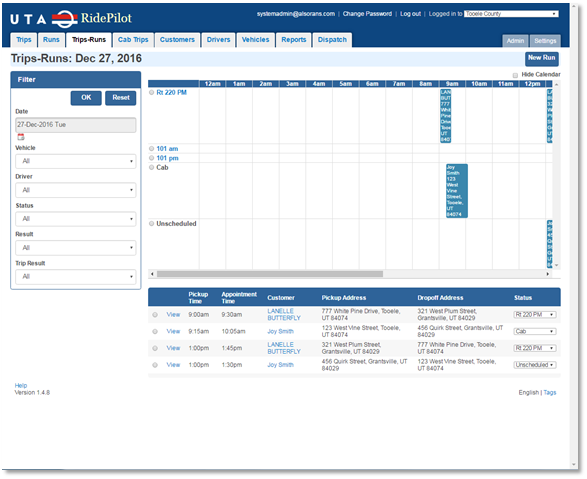 UTA RidePilot
systemadmin@alsorans.com | Change Password | Log out | Logged in to Tooele County
Trips Runs Trips-Runs Cab Trips Customers Drivers Vehicles Reports Dispatch Admin Settings
Trips-Runs: Dec 27, 2016 New Run
Hide Calendar
Filter
OK Reset
Date
27-Dec-2016 Tue
Vehicle
All
Driver
All
Status
All
Result
All
Trip Result
All
12am 1am 2am 3am 4am 5am 6am 7am 8am 9am 10am 11am 12pm
Rt 220 PM
LAN
BUT
777
Whit
Pine
Drive
Tooe
UT
840
101 am
101 pm
Cab
Joy
Smith
123
West
Vine
Street,
Tooele,
UT
84074
Unscheduled
Pickup Time Appointment Time Customer Pickup Address Dropoff Address Status
View 9:00am 9:30am LANELLE BUTTERFLY 777 White Pine Drive, Tooele, UT 84074 321 West Plum Street, Grantsville, UT 84029 Rt 220 PM
View 9:15am 10:05am Joy Smith 123 West Vine Street, Tooele, UT 84074 456 Quirk Street, Grantsville, UT 84029 Cab
View 1:00pm 1:45pm LANELLE BUTTERFLY 321 West Plum Street, Grantsville, UT 84029 777 White Pine Drive, Tooele, UT 84074 Rt 220 PM
View 1:00pm 1:30pm Joy Smith 456 Quirk Street, Grantsville, UT 84029 123 West Vine Street, Tooele, UT 84074 Unscheduled
Help
Version 1.4.8
English | Tags